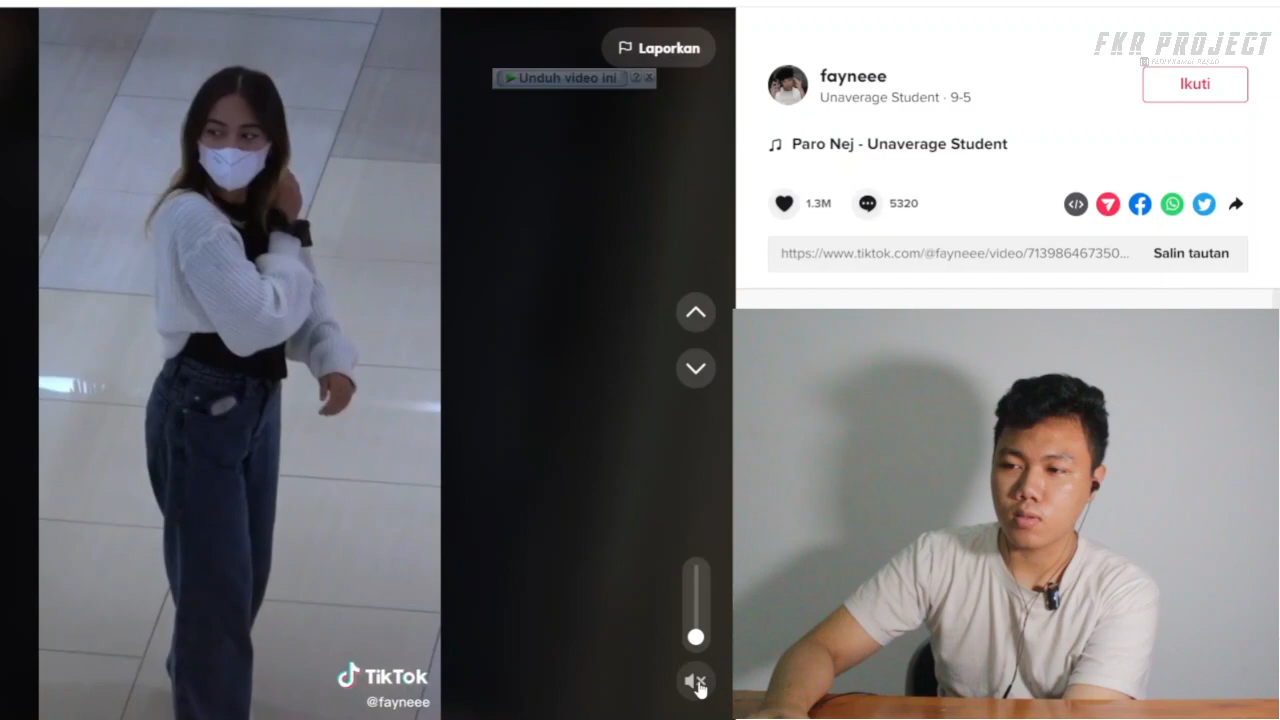 Laporkan
Unduh video ini
TikTok
@fayneee
FKR PROJECT
fayneee
Unaverage Student · 9-5
Ikuti
Paro Nej - Unaverage Student
1.3M
5320
https://www.tiktok.com/@fayneee/video/713986467350...
Salin tautan